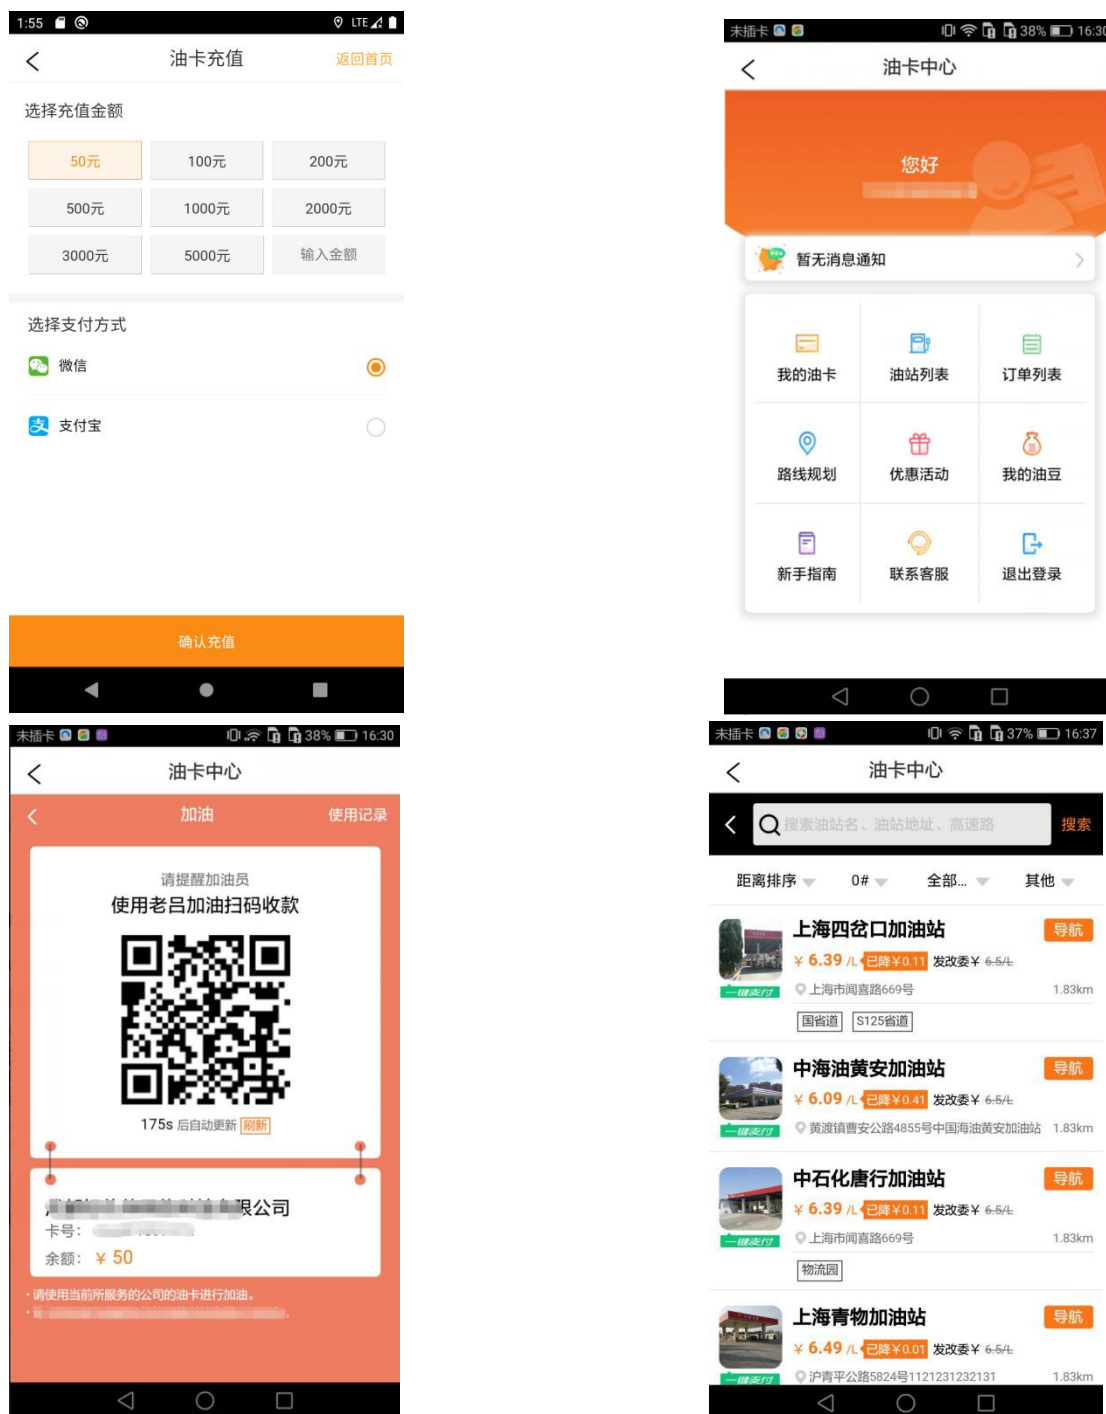 1:55 LTE
油卡充值 返回首页
选择充值金额
50元 100元 200元
500元 1000元 2000元
3000元 5000元 输入金额
选择支付方式
微信
支 支付宝
确认充值
未插卡 38% 16:30
油卡中心
您好
暂无消息通知
我的油卡 油站列表 订单列表
路线规划 优惠活动 我的油豆
新手指南 联系客服 退出登录
未插卡 38% 16:30
油卡中心
加油 使用记录
请提醒加油员
使用老吕加油扫码收款
175s 后自动更新 刷新
限公司
卡号：
余额： ¥ 50
·请使用当前所服务的公司的油卡进行加油。
未插卡 37% 16:37
油卡中心
搜索油站名、油站地址、高速路 搜索
距离排序 0# 全部... 其他
上海四岔口加油站 导航
¥ 6.39 /L 已降¥0.11 发改委¥ 6.5/L
一键支付 上海市闻喜路669号 1.83km
国省道 S125省道
中海油黄安加油站 导航
¥ 6.09 /L 已降¥0.41 发改委¥ 6.5/L
一键支付 黄渡镇曹安公路4855号中国海油黄安加油站 1.83km
中石化唐行加油站 导航
¥ 6.39 /L 已降¥0.11 发改委¥ 6.5/L
一键支付 上海市闻喜路669号 1.83km
物流园
上海青物加油站 导航
¥ 6.49 /L 已降¥0.01 发改委¥ 6.5/L
一键支付 沪青平公路5824号1121231232131 1.83km